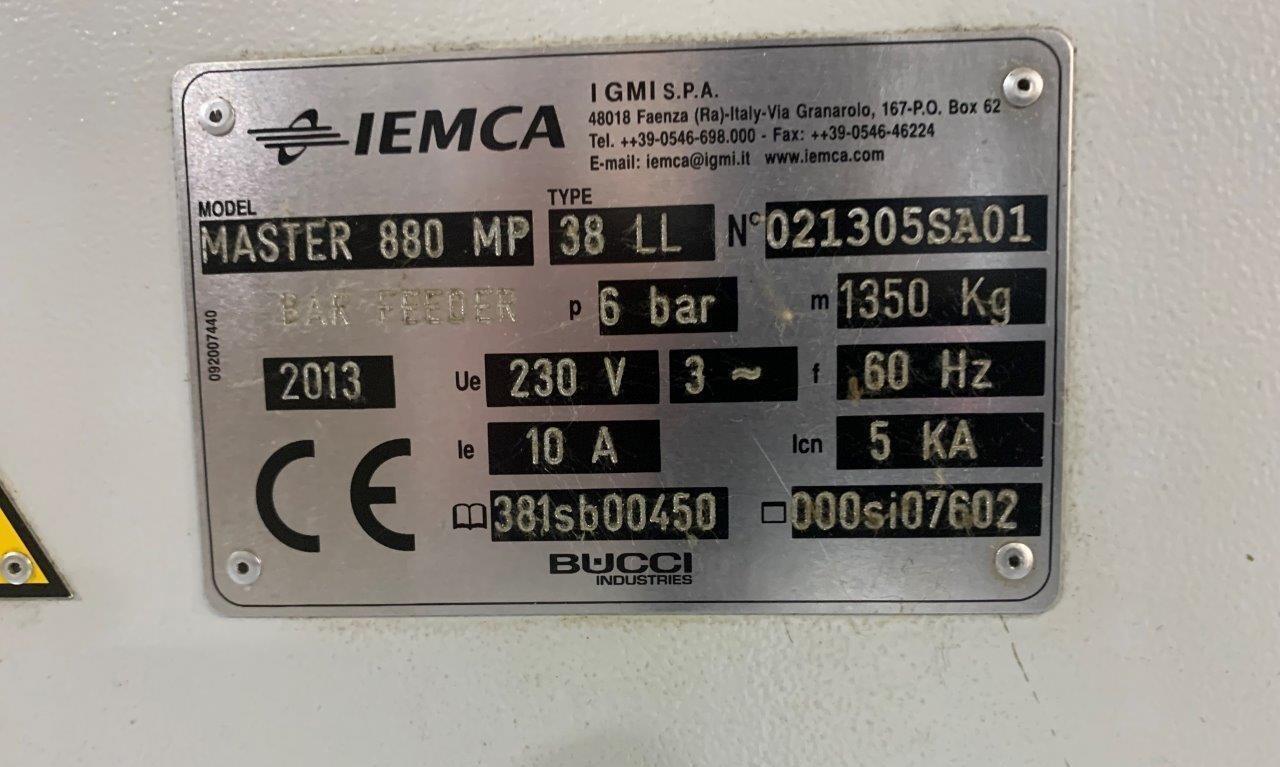 IEMCA
IGMI S.P.A.
48018 Faenza (Ra)-Italy-Via Granarolo, 167-P.O. Box 62
Tel. ++39-0546-698.000 - Fax: ++39-0546-46224
E-mail: iemca@igmi.it www.iemca.com
MODEL TYPE
MASTER 880 MP 38 LL N° 021305SA01
BAR FEEDER p 6 bar m 1350 Kg
092007440
2013 Ue 230 V 3 ~ f 60 Hz
Ie 10 A Icn 5 KA
CE
381sb00450 000si07602
BUCCI
INDUSTRIES